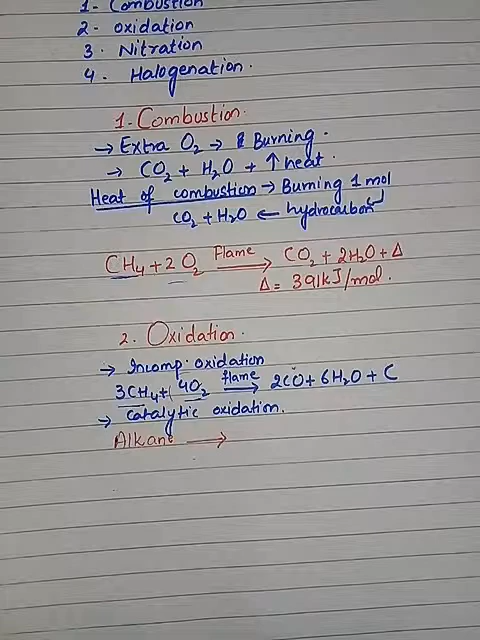 1- Combustion
2- oxidation
3. Nitration
4. Halogenation.
1. Combustion.
→ Extra O₂ → Burning.
→ CO₂ + H₂O + ↑ heat.
Heat of combustion → Burning 1 mol
CO₂ + H₂O ← hydrocarbon
CH₄ + 2 O₂ Flame → CO₂ + 2H₂O + Δ
Δ = 391kJ/mol.
2. Oxidation.
→ Incomp. oxidation
3CH₄ + 4O₂ flame → 2CO + 6H₂O + C
→ Catalytic oxidation.
Alkane →